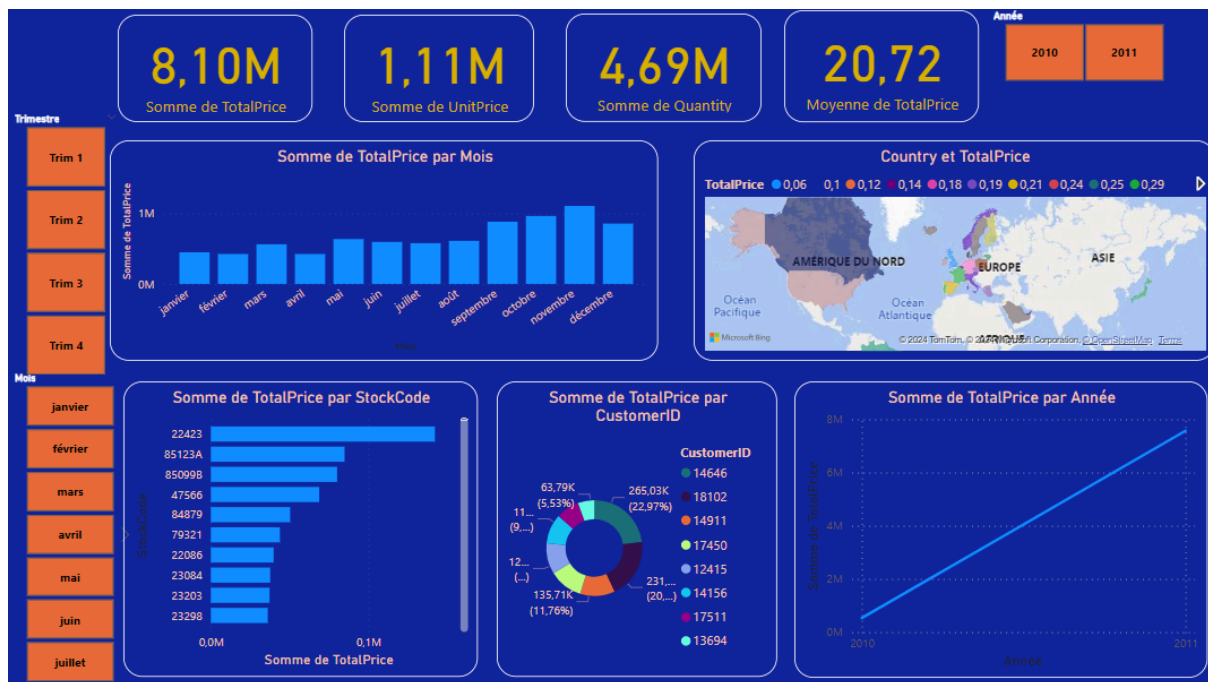 8,10M
Somme de TotalPrice
1,11M
Somme de UnitPrice
4,69M
Somme de Quantity
20,72
Moyenne de TotalPrice
Année
2010
2011
Trimestre
Trim 1
Trim 2
Trim 3
Trim 4
Mois
janvier
février
mars
avril
mai
juin
juillet
Somme de TotalPrice par Mois
Somme de TotalPrice
1M
0M
janvier
février
mars
avril
mai
juin
juillet
août
septembre
octobre
novembre
décembre
Mois
Country et TotalPrice
TotalPrice 0,06 0,1 0,12 0,14 0,18 0,19 0,21 0,24 0,25 0,29
AMÉRIQUE DU NORD
EUROPE
ASIE
Océan
Pacifique
Océan
Atlantique
AFRIQUE
Microsoft Bing
© 2024 TomTom, © 2024 Microsoft Corporation, © OpenStreetMap Terms
Somme de TotalPrice par StockCode
StockCode
22423
85123A
85099B
47566
84879
79321
22086
23084
23203
23298
0,0M
0,1M
Somme de TotalPrice
Somme de TotalPrice par
CustomerID
CustomerID
14646
18102
14911
17450
12415
14156
17511
13694
265,03K
(22,97%)
231,...
(20,...)
135,71K
(11,76%)
12...
(...)
11...
(9,...)
63,79K
(5,53%)
Somme de TotalPrice par Année
Somme de TotalPrice
8M
6M
4M
2M
0M
2010
2011
Année